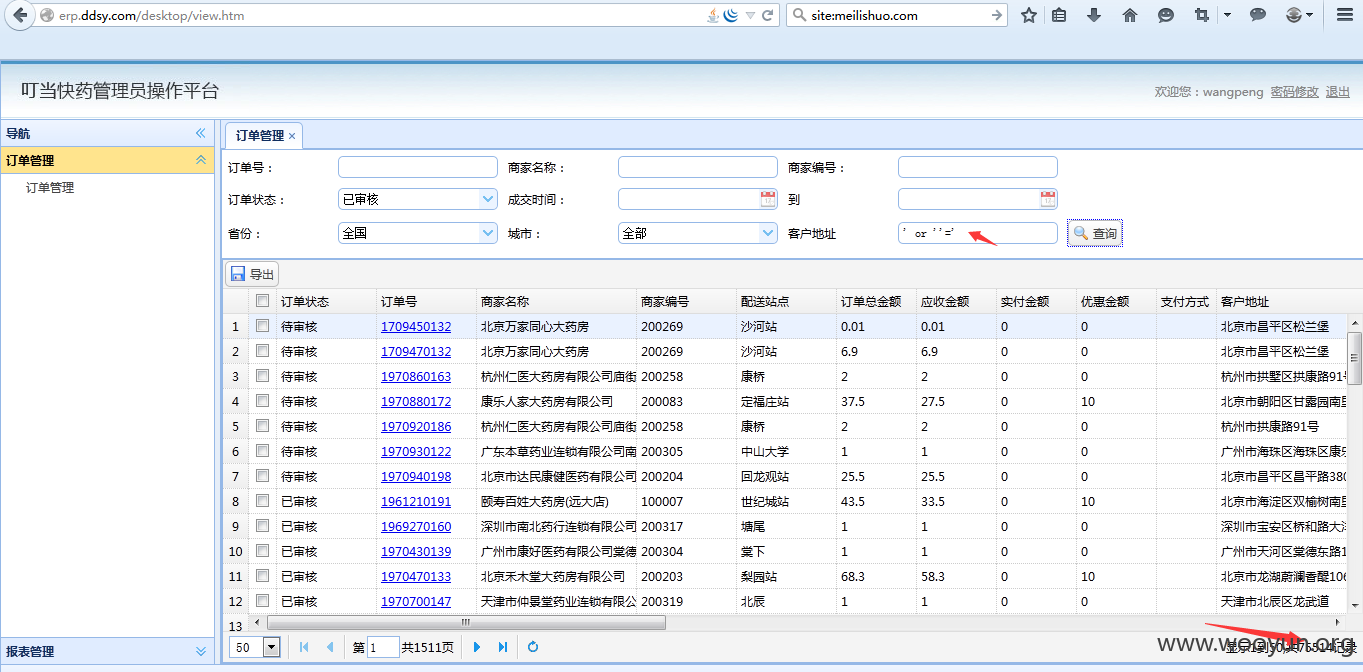 erp.ddsy.com/desktop/view.htm site:meilishuo.com
叮当快药管理员操作平台
欢迎您：wangpeng 密码修改 退出
导航
订单管理
订单管理
报表管理
订单管理 ×
订单号： 商家名称： 商家编号：
订单状态： 已审核 成交时间： 到
省份： 全国 城市： 全部 客户地址 ' or ''=' 查询
导出
订单状态 订单号 商家名称 商家编号 配送站点 订单总金额 应收金额 实付金额 优惠金额 支付方式 客户地址
1 待审核 1709450132 北京万家同心大药房 200269 沙河站 0.01 0.01 0 0 北京市昌平区松兰堡
2 待审核 1709470132 北京万家同心大药房 200269 沙河站 6.9 6.9 0 0 北京市昌平区松兰堡
3 待审核 1970860163 杭州仁医大药房有限公司庙街 200258 康桥 2 2 0 0 杭州市拱墅区拱康路91号
4 待审核 1970880172 康乐人家大药房有限公司 200083 定福庄站 37.5 27.5 0 10 北京市朝阳区甘露园南里
5 待审核 1970920186 杭州仁医大药房有限公司庙街 200258 康桥 2 2 0 0 杭州市拱康路91号
6 待审核 1970930122 广东本草药业连锁有限公司南 200305 中山大学 1 1 0 0 广州市海珠区海珠区康乐
7 待审核 1970940198 北京市达民康健医药有限公司 200204 回龙观站 25.5 25.5 0 0 北京市昌平区昌平路380
8 已审核 1961210191 颐寿百姓大药房(远大店) 100007 世纪城站 43.5 33.5 0 10 北京市海淀区双榆树南里
9 已审核 1969270160 深圳市南北药行连锁有限公司 200317 塘尾 1 1 0 0 深圳市宝安区桥和路大洋
10 已审核 1970430139 广州市康好医药有限公司棠德 200304 棠下 1 1 0 0 广州市天河区棠德东路1
11 已审核 1970470133 北京禾木堂大药房有限公司 200203 梨园站 68.3 58.3 0 10 北京市龙湖蔚澜香醍106
12 已审核 1970700147 天津市仲景堂药业连锁有限公 200319 北辰 1 1 0 0 天津市北辰区龙武道
13
50 第 1 共1511页 显示1到50,共75514记录
www.wooyun.org